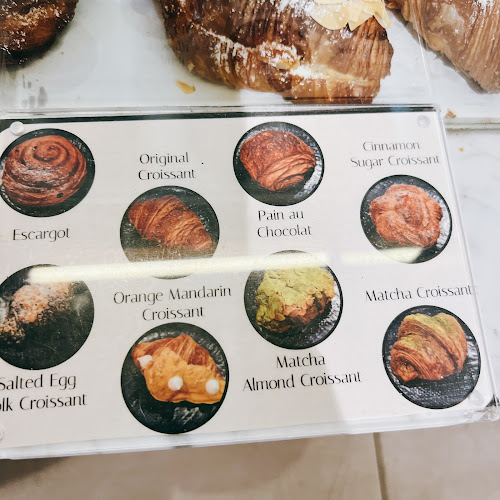 Escargot
Original
Croissant
Pain au
Chocolat
Cinnamon
Sugar Croissant
Salted Egg
olk Croissant
Orange Mandarin
Croissant
Matcha
Almond Croissant
Matcha Croissant